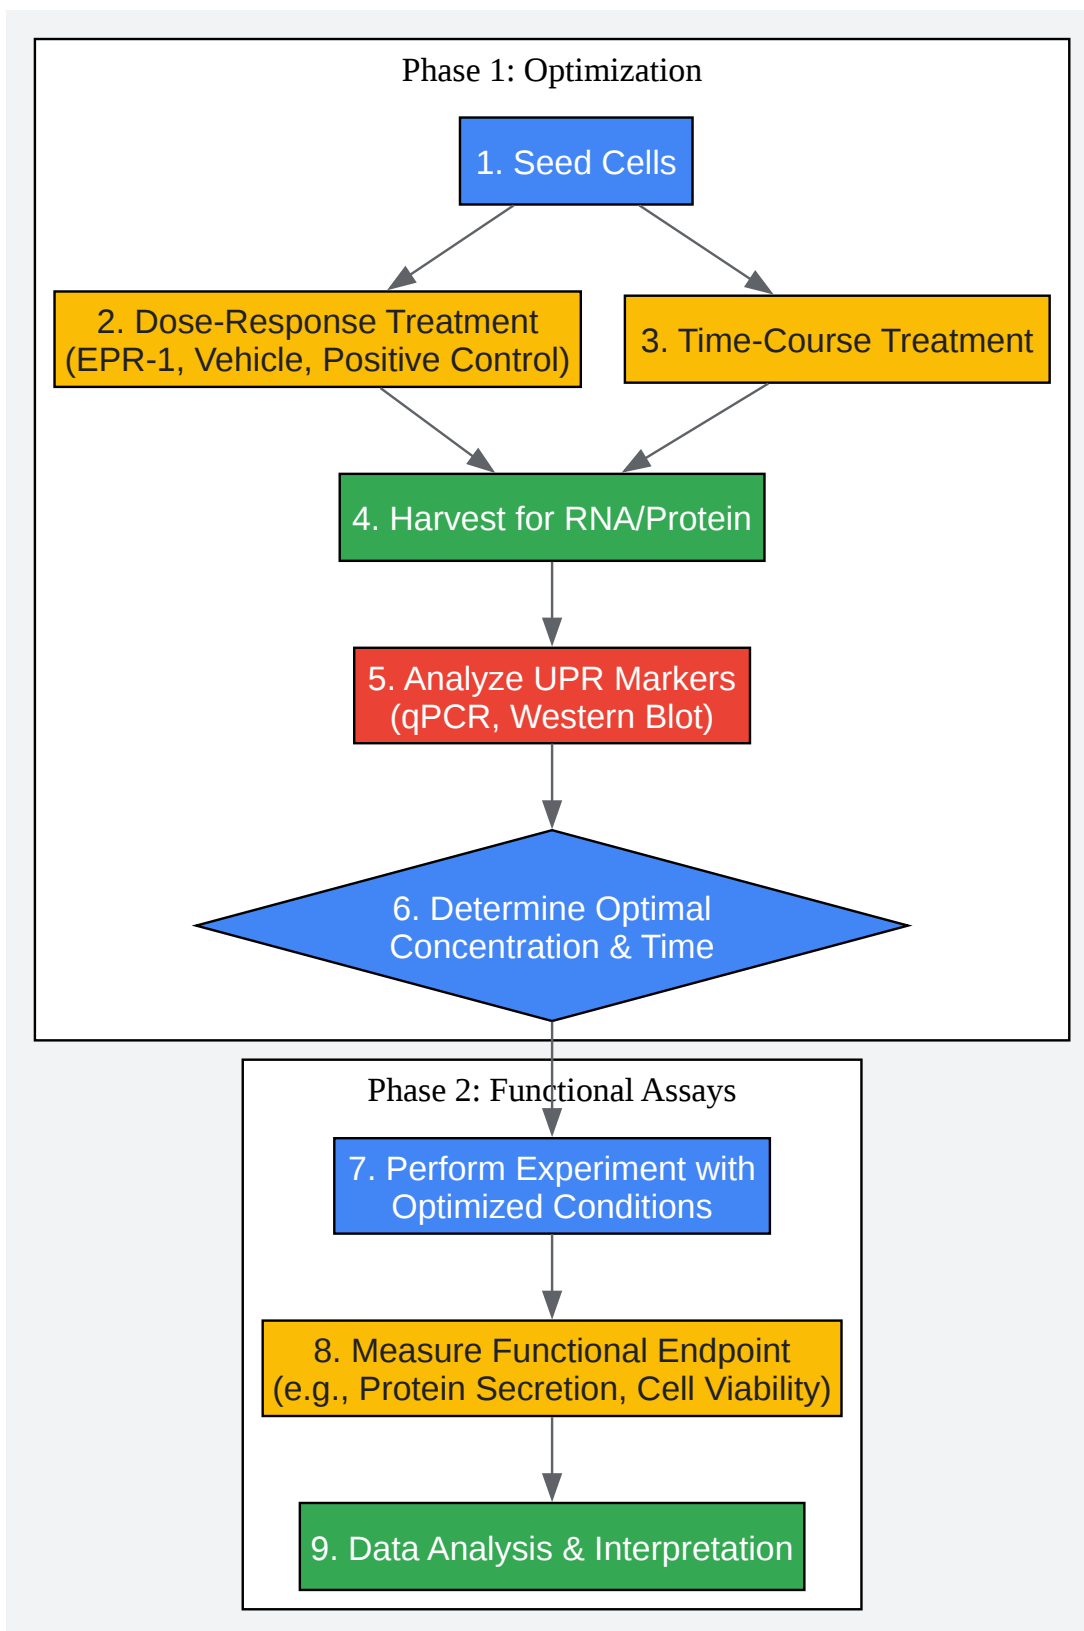 Phase 1: Optimization
1. Seed Cells
2. Dose-Response Treatment
(EPR-1, Vehicle, Positive Control)
3. Time-Course Treatment
4. Harvest for RNA/Protein
5. Analyze UPR Markers
(qPCR, Western Blot)
6. Determine Optimal
Concentration & Time
Phase 2: Functional Assays
7. Perform Experiment with
Optimized Conditions
8. Measure Functional Endpoint
(e.g., Protein Secretion, Cell Viability)
9. Data Analysis & Interpretation